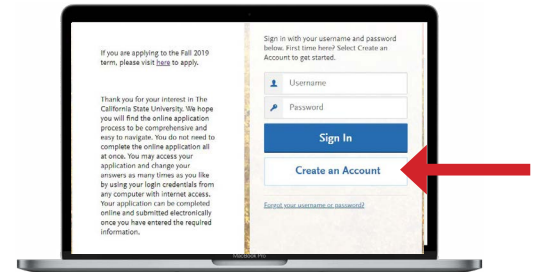 If you are applying to the Fall 2019
term, please visit here to apply.
Thank you for your interest in The
California State University. We hope
you will find the online application
process to be comprehensive and
easy to navigate. You do not need to
complete the online application all
at once. You may access your
application and change your
answers as many times as you like
by using your login credentials from
any computer with internet access.
Your application can be completed
online and submitted electronically
once you have entered the required
information.
Sign in with your username and password
below. First time here? Select Create an
Account to get started.
Username
Password
Sign In
Create an Account
Forgot your username or password?
MacBook Pro